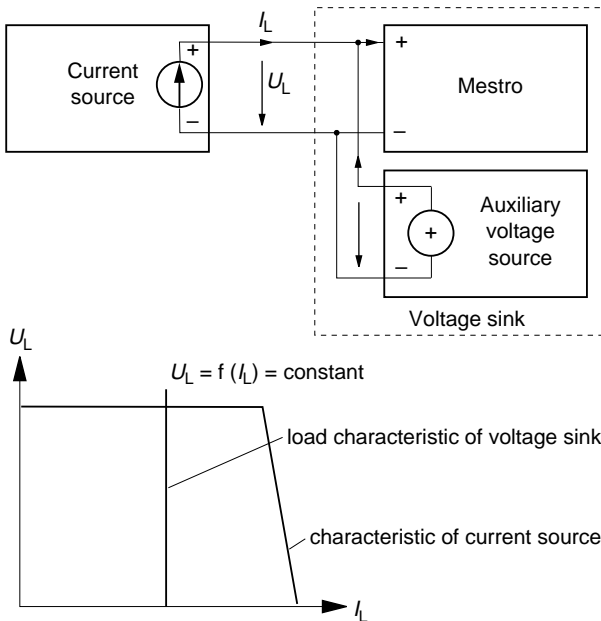 I_L
+
+
Current
source
U_L
Mestro
−
−
+
Auxiliary
voltage
source
+
−
Voltage sink
U_L
U_L = f (I_L) = constant
load characteristic of voltage sink
characteristic of current source
I_L